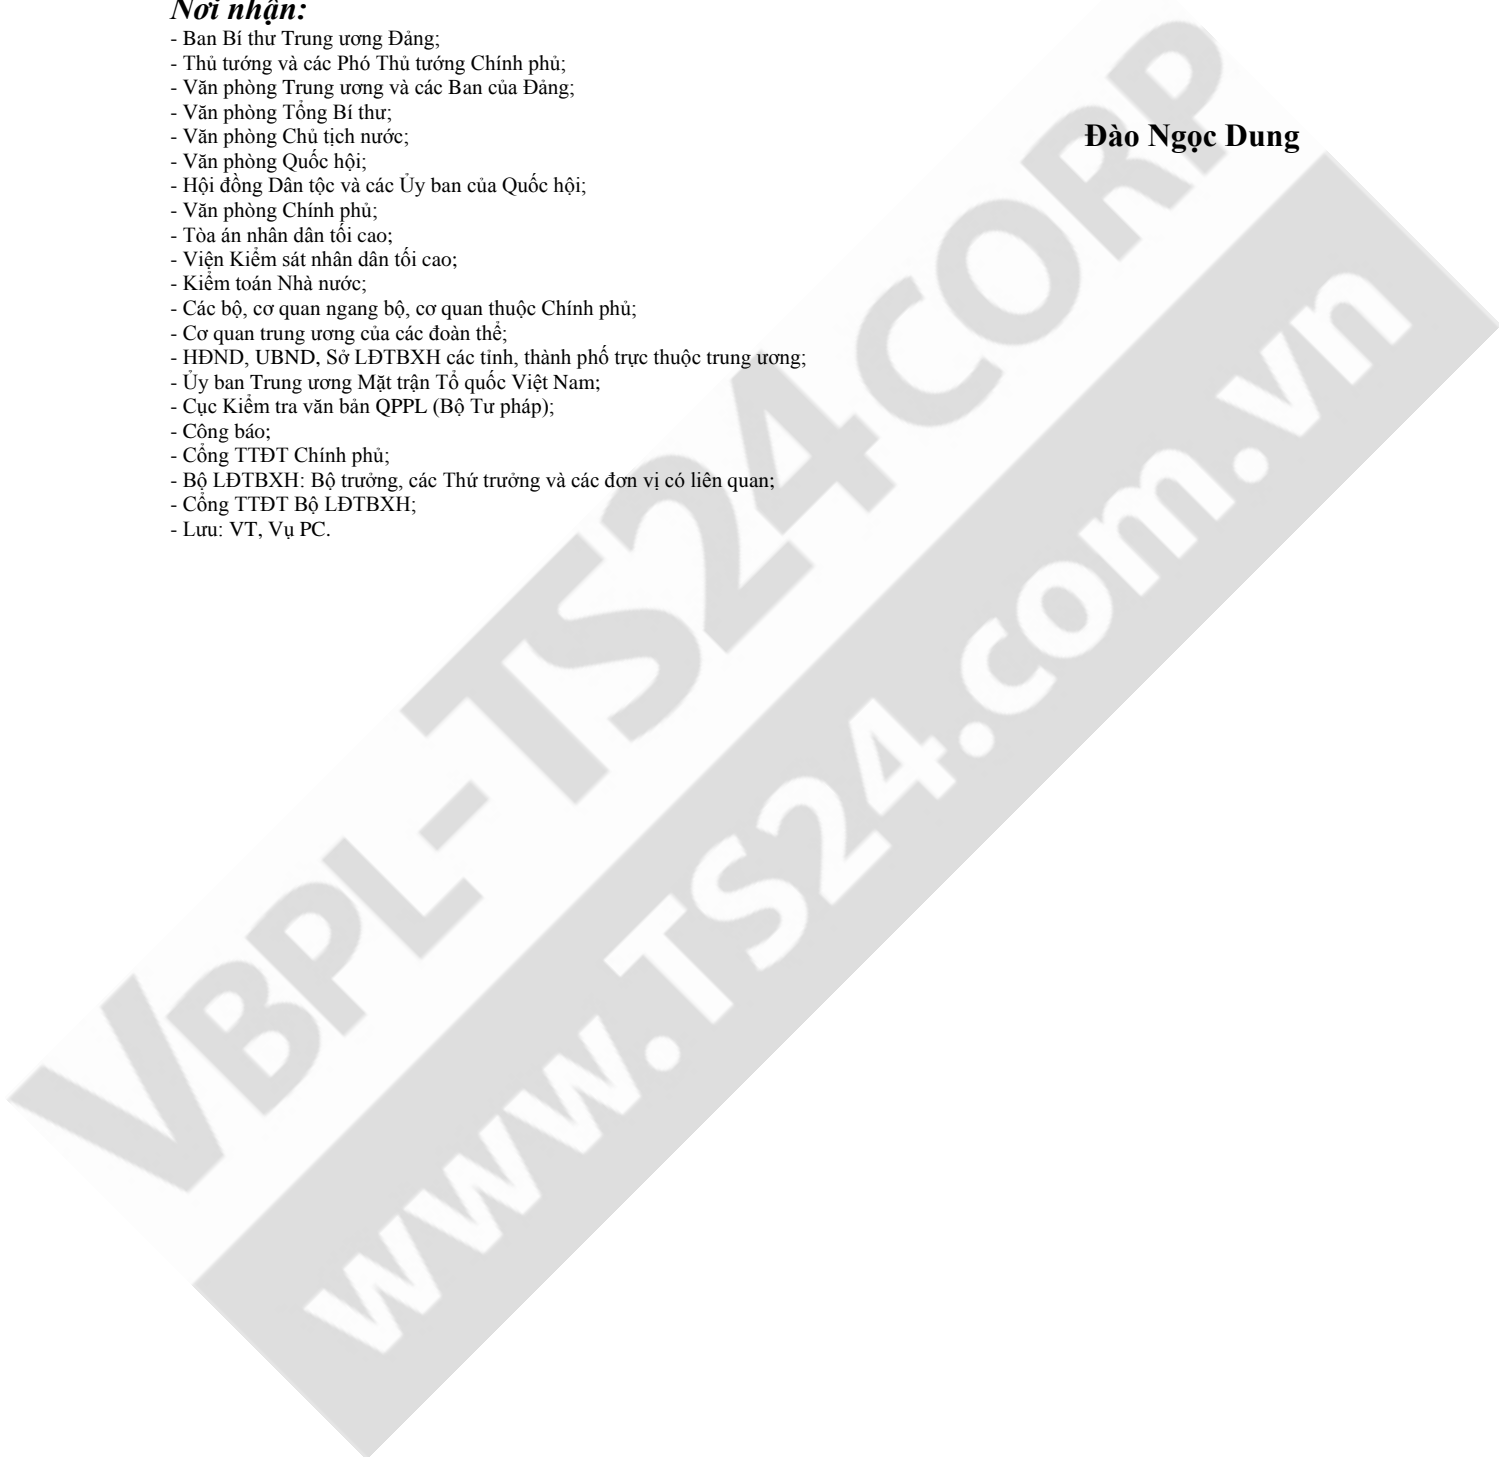 Nơi nhận:
- Ban Bí thư Trung ương Đảng;
- Thủ tướng và các Phó Thủ tướng Chính phủ;
- Văn phòng Trung ương và các Ban của Đảng;
- Văn phòng Tổng Bí thư;
- Văn phòng Chủ tịch nước;
- Văn phòng Quốc hội;
- Hội đồng Dân tộc và các Ủy ban của Quốc hội;
- Văn phòng Chính phủ;
- Tòa án nhân dân tối cao;
- Viện Kiểm sát nhân dân tối cao;
- Kiểm toán Nhà nước;
- Các bộ, cơ quan ngang bộ, cơ quan thuộc Chính phủ;
- Cơ quan trung ương của các đoàn thể;
- HĐND, UBND, Sở LĐTBXH các tỉnh, thành phố trực thuộc trung ương;
- Ủy ban Trung ương Mặt trận Tổ quốc Việt Nam;
- Cục Kiểm tra văn bản QPPL (Bộ Tư pháp);
- Công báo;
- Cổng TTĐT Chính phủ;
- Bộ LĐTBXH: Bộ trưởng, các Thứ trưởng và các đơn vị có liên quan;
- Cổng TTĐT Bộ LĐTBXH;
- Lưu: VT, Vụ PC.
Đào Ngọc Dung
VBPL-TS24CORP
www.TS24.com.vn